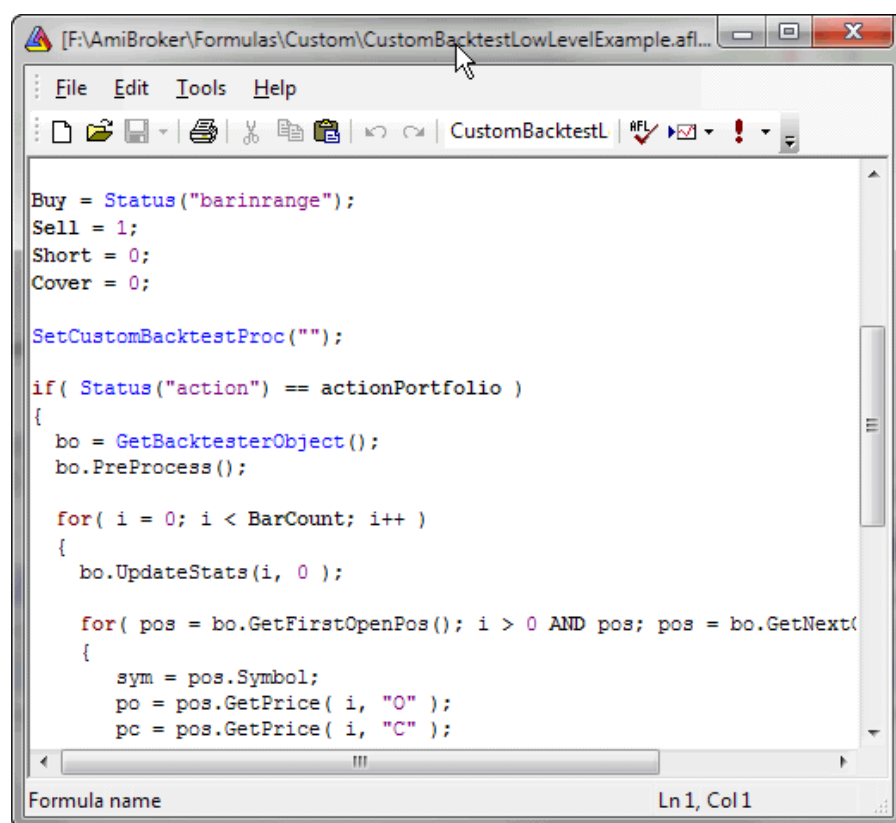 [F:\AmiBroker\Formulas\Custom\CustomBacktestLowLevelExample.afl...
File Edit Tools Help
CustomBacktestL AFL
Buy = Status("barinrange");
Sell = 1;
Short = 0;
Cover = 0;
SetCustomBacktestProc("");
if( Status("action") == actionPortfolio )
{
bo = GetBacktesterObject();
bo.PreProcess();
for( i = 0; i < BarCount; i++ )
{
bo.UpdateStats(i, 0 );
for( pos = bo.GetFirstOpenPos(); i > 0 AND pos; pos = bo.GetNext
{
sym = pos.Symbol;
po = pos.GetPrice( i, "O" );
pc = pos.GetPrice( i, "C" );
Formula name Ln 1, Col 1